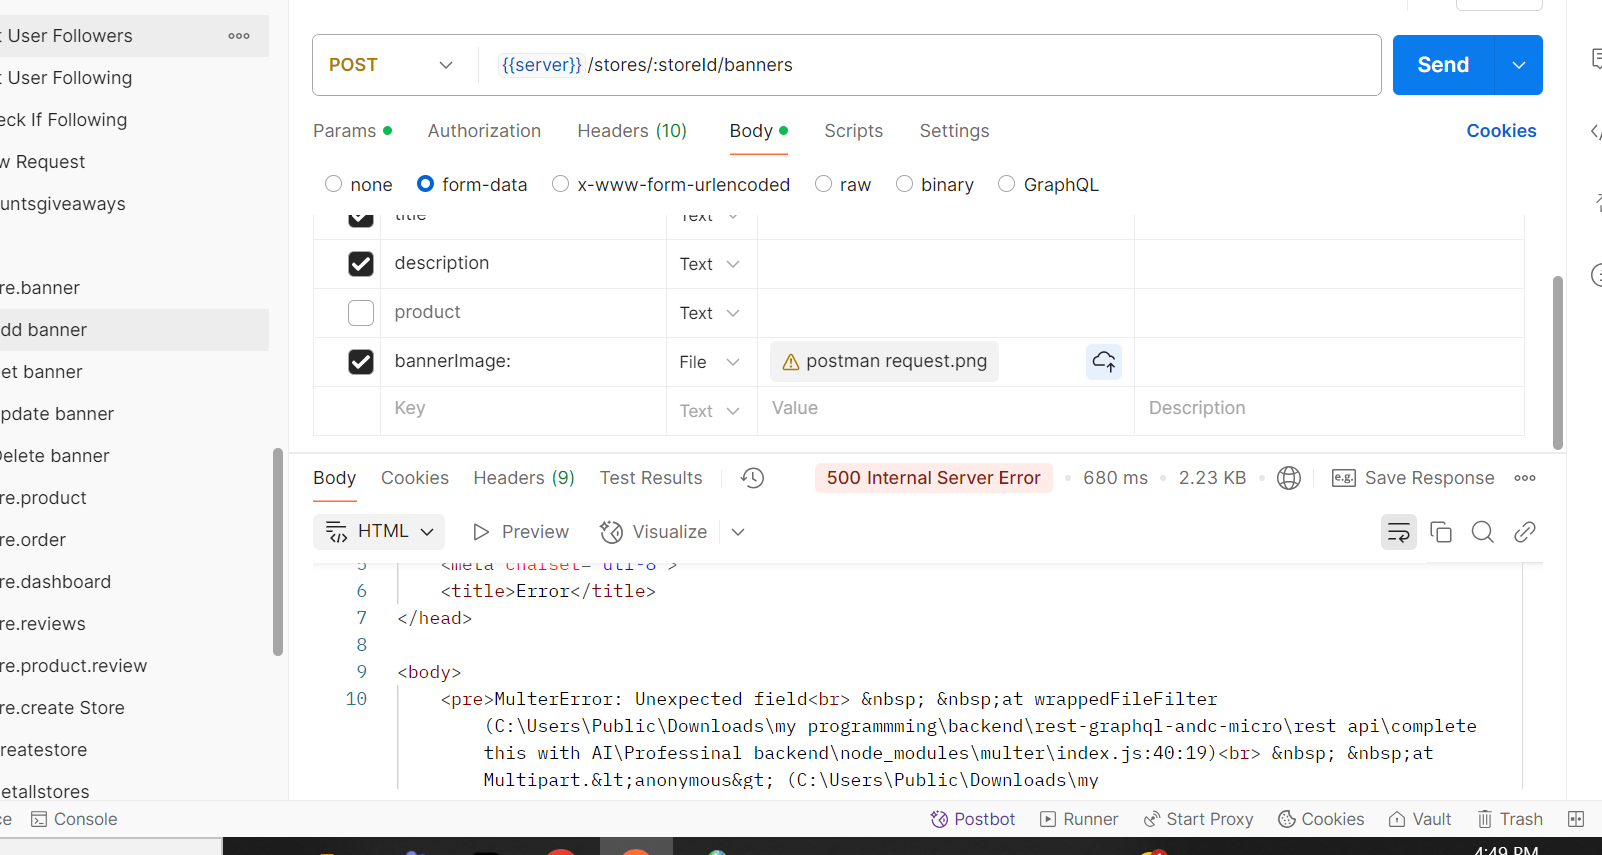 t User Followers
t User Following
eck If Following
w Request
untsgiveaways
re.banner
dd banner
et banner
pdate banner
Delete banner
re.product
re.order
re.dashboard
re.reviews
re.product.review
re.create Store
reatestore
etallstores
POST {{server}} /stores/:storeId/banners Send
Params Authorization Headers (10) Body Scripts Settings Cookies
none form-data x-www-form-urlencoded raw binary GraphQL
title Text
description Text
product Text
bannerImage: File postman request.png
Key Text Value Description
Body Cookies Headers (9) Test Results 500 Internal Server Error 680 ms 2.23 KB e.g. Save Response
HTML Preview Visualize
5 <meta charset="utf-8">
6 <title>Error</title>
7 </head>
8
9 <body>
10 <pre>MulterError: Unexpected field<br> &nbsp; &nbsp;at wrappedFileFilter
(C:\Users\Public\Downloads\my programmming\backend\rest-graphql-andc-micro\rest api\complete
this with AI\Professinal backend\node_modules\multer\index.js:40:19)<br> &nbsp; &nbsp;at
Multipart.&lt;anonymous&gt; (C:\Users\Public\Downloads\my
ce Console Postbot Runner Start Proxy Cookies Vault Trash
4:49 PM